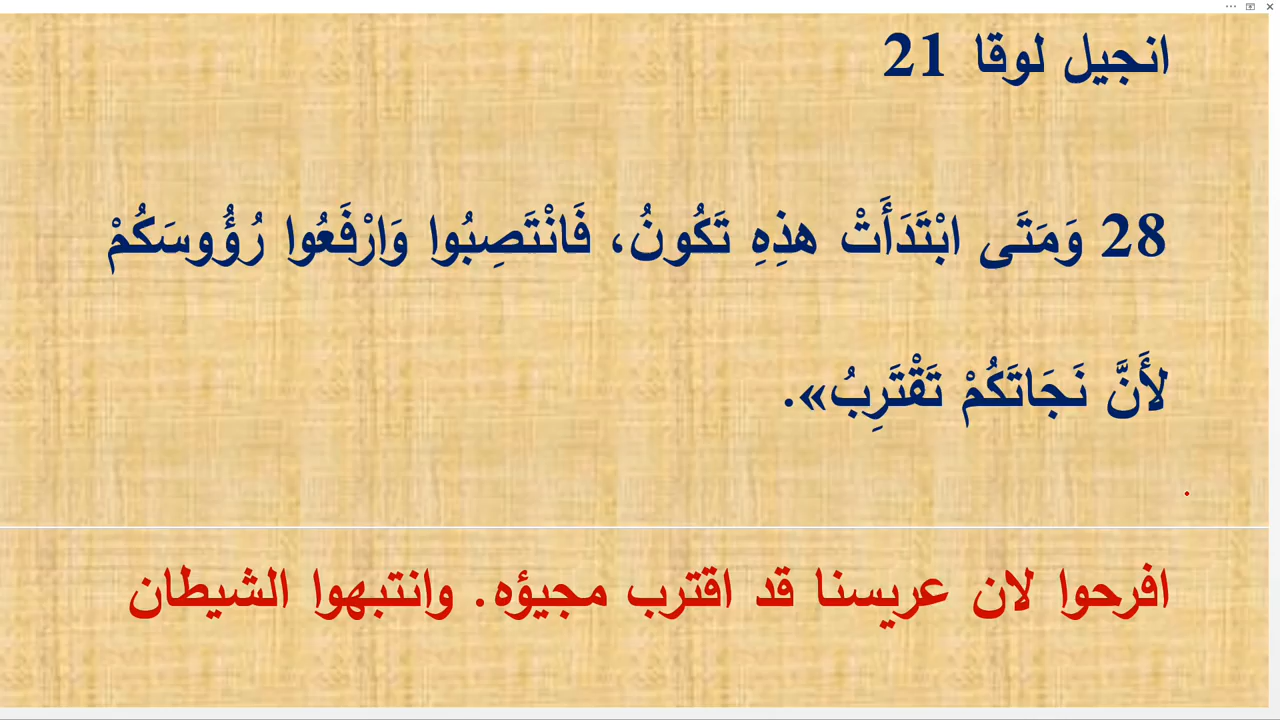 انجيل لوقا 21
28 وَمَتَى ابْتَدَأَتْ هذِهِ تَكُونُ، فَانْتَصِبُوا وَارْفَعُوا رُؤُوسَكُمْ
لأَنَّ نَجَاتَكُمْ تَقْتَرِبُ».
افرحوا لان عريسنا قد اقترب مجيؤه. وانتبهوا الشيطان